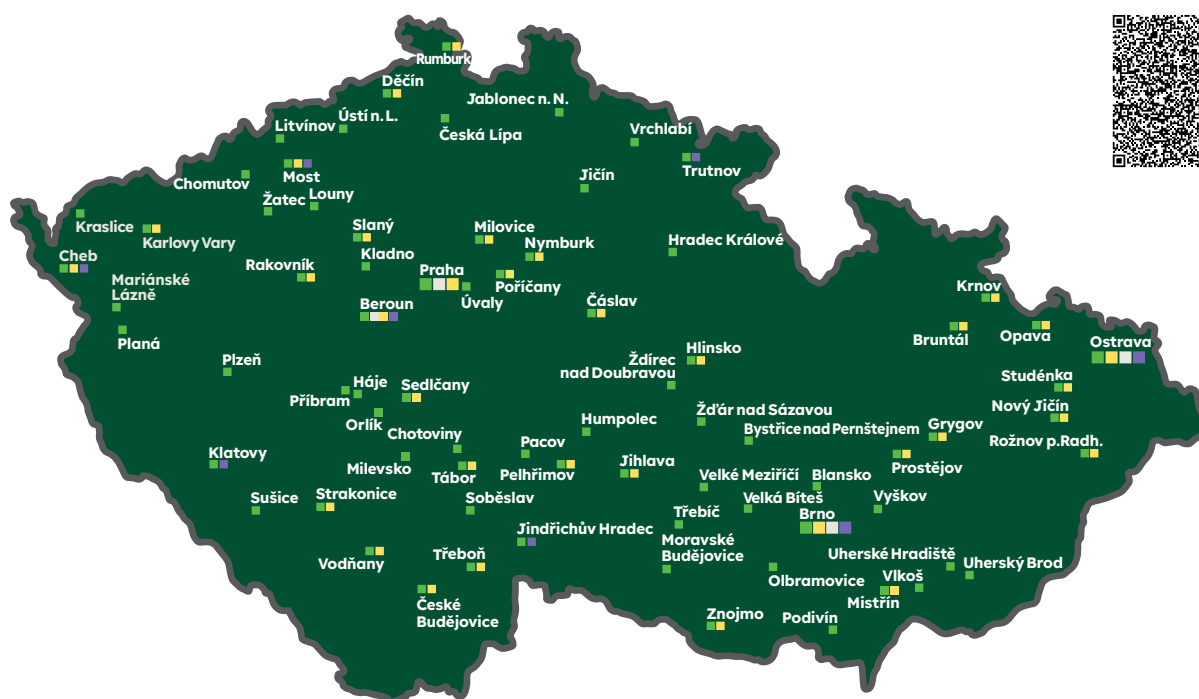 Rumburk
Děčín
Jablonec n. N.
Ústí n. L.
Česká Lípa
Litvínov
Vrchlabí
Most
Trutnov
Chomutov
Jičín
Žatec
Louny
Kraslice
Karlovy Vary
Slaný
Milovice
Nymburk
Hradec Králové
Cheb
Kladno
Rakovník
Praha
Poříčany
Mariánské
Lázně
Úvaly
Krnov
Beroun
Čáslav
Planá
Bruntál
Opava
Ostrava
Hlinsko
Plzeň
Ždírec
nad Doubravou
Studénka
Háje
Sedlčany
Příbram
Nový Jičín
Orlík
Humpolec
Žďár nad Sázavou
Grygov
Bystřice nad Pernštejnem
Chotoviny
Rožnov p.Radh.
Klatovy
Pacov
Jihlava
Milevsko
Tábor
Pelhřimov
Prostějov
Velké Meziříčí
Blansko
Sušice
Strakonice
Soběslav
Velká Bíteš
Vyškov
Třebíč
Brno
Jindřichův Hradec
Moravské
Budějovice
Vodňany
Třeboň
Uherské Hradiště
Uherský Brod
Olbramovice
Vlkoš
České
Budějovice
Mistřín
Znojmo
Podivín